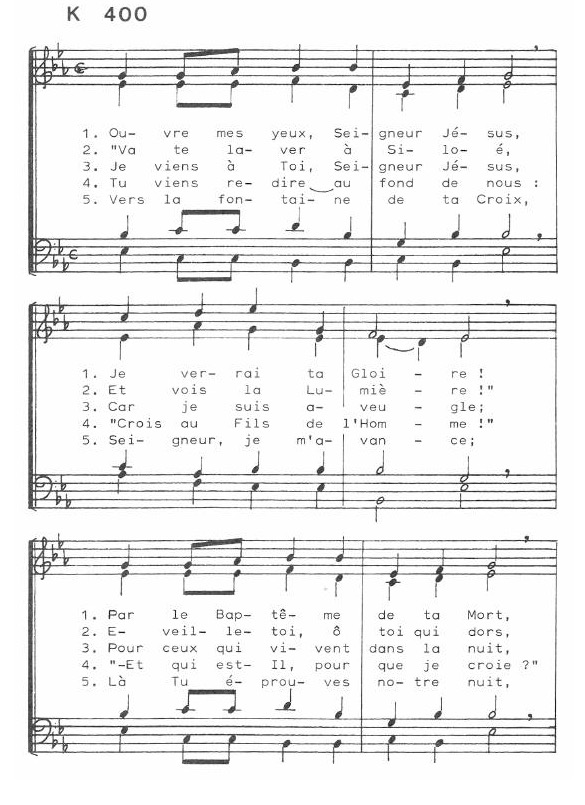 K 400
1. Ou- vre mes yeux, Sei- gneur Jé- sus,
2. "Va te la- ver à Si- lo- é,
3. Je viens à Toi, Sei- gneur Jé- sus,
4. Tu viens re- dire au fond de nous :
5. Vers la fon- tai- ne de ta Croix,
1. Je ver- rai ta Gloi - re !
2. Et vois la Lu- miè - re !"
3. Car je suis a- veu - gle;
4. "Crois au Fils de l'Hom - me !"
5. Sei- gneur, je m'a- van - ce;
1. Par le Bap- tê- me de ta Mort,
2. E- veil- le- toi, ô toi qui dors,
3. Pour ceux qui vi- vent dans la nuit,
4. "-Et qui est- Il, pour que je croie ?"
5. Là Tu é- prou- ves no- tre nuit,